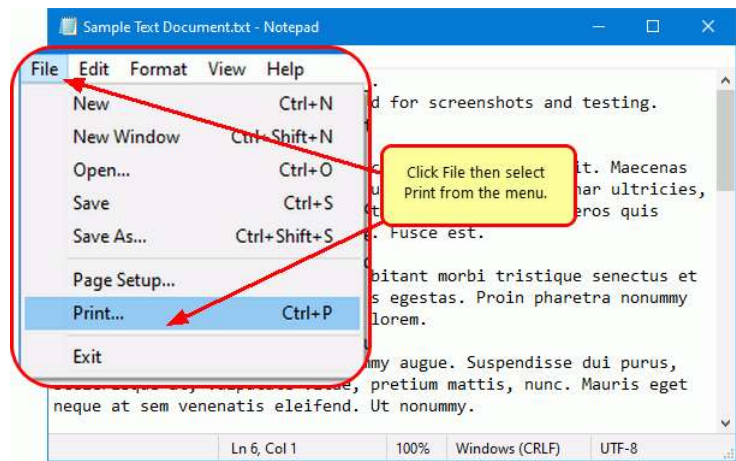 Sample Text Document.txt - Notepad
File Edit Format View Help
New Ctrl+N
New Window Ctrl+Shift+N
Open... Ctrl+O
Save Ctrl+S
Save As... Ctrl+Shift+S
Page Setup...
Print... Ctrl+P
Exit
Click File then select
Print from the menu.
for screenshots and testing.
it. Maecenas
ultricies,
eros quis
Fusce est.
morbi tristique senectus et
egestas. Proin pharetra nonummy
lorem.
augue. Suspendisse dui purus,
pretium mattis, nunc. Mauris eget
neque at sem venenatis eleifend. Ut nonummy.
Ln 6, Col 1 100% Windows (CRLF) UTF-8